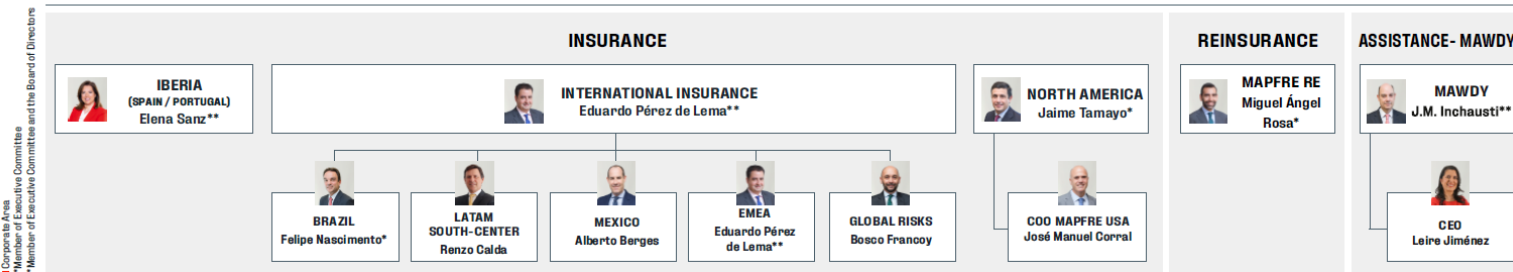 Corporate Area
*Member of Executive Committee
*Member of Executive Committee and the Board of Directors
INSURANCE
IBERIA
(SPAIN / PORTUGAL)
Elena Sanz**
INTERNATIONAL INSURANCE
Eduardo Pérez de Lema**
NORTH AMERICA
Jaime Tamayo*
BRAZIL
Felipe Nascimento*
LATAM
SOUTH-CENTER
Renzo Calda
MEXICO
Alberto Berges
EMEA
Eduardo Pérez
de Lema**
GLOBAL RISKS
Bosco Francoy
COO MAPFRE USA
José Manuel Corral
REINSURANCE
MAPFRE RE
Miguel Ángel
Rosa*
ASSISTANCE- MAWDY
MAWDY
J.M. Inchausti**
CEO
Leire Jiménez